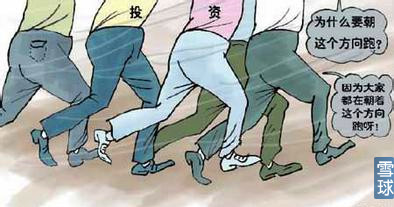 投 资
为什么要朝
这个方向跑?
因为大家
都在朝着
这个方向
跑呀!
雪球